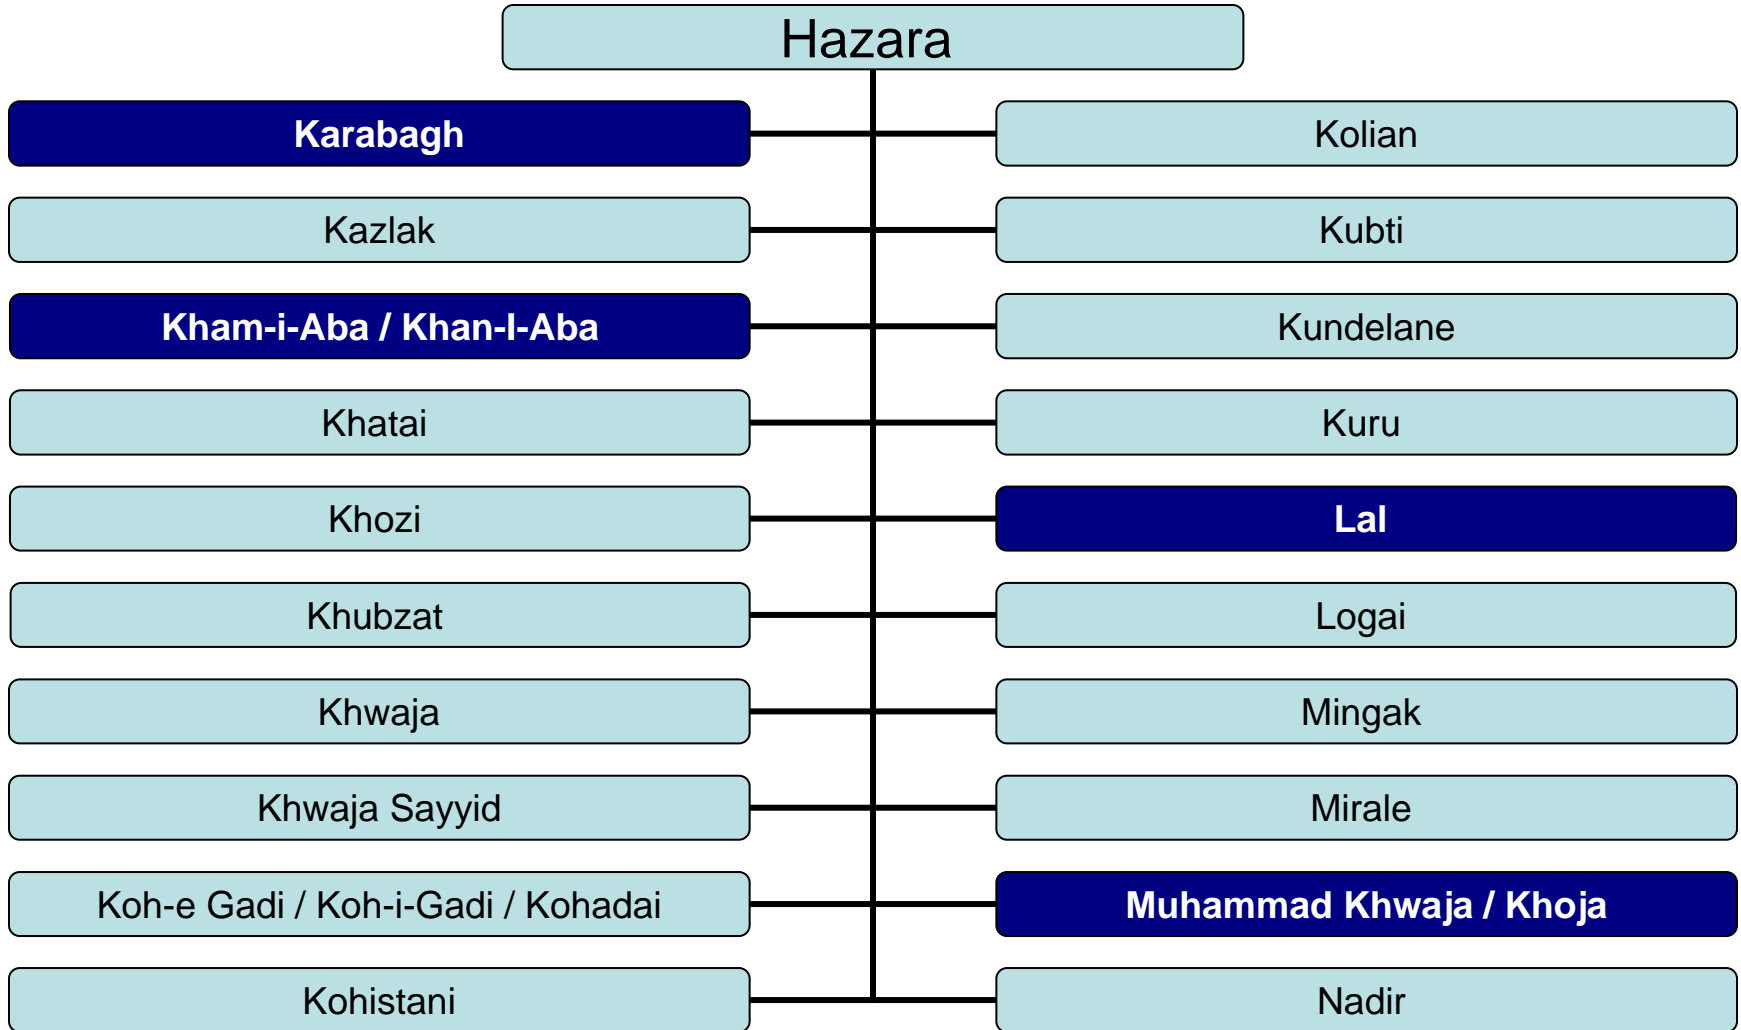 Hazara
Karabagh
Kazlak
Kham-i-Aba / Khan-I-Aba
Khatai
Khozi
Khubzat
Khwaja
Khwaja Sayyid
Koh-e Gadi / Koh-i-Gadi / Kohadai
Kohistani
Kolian
Kubti
Kundelane
Kuru
Lal
Logai
Mingak
Mirale
Muhammad Khwaja / Khoja
Nadir